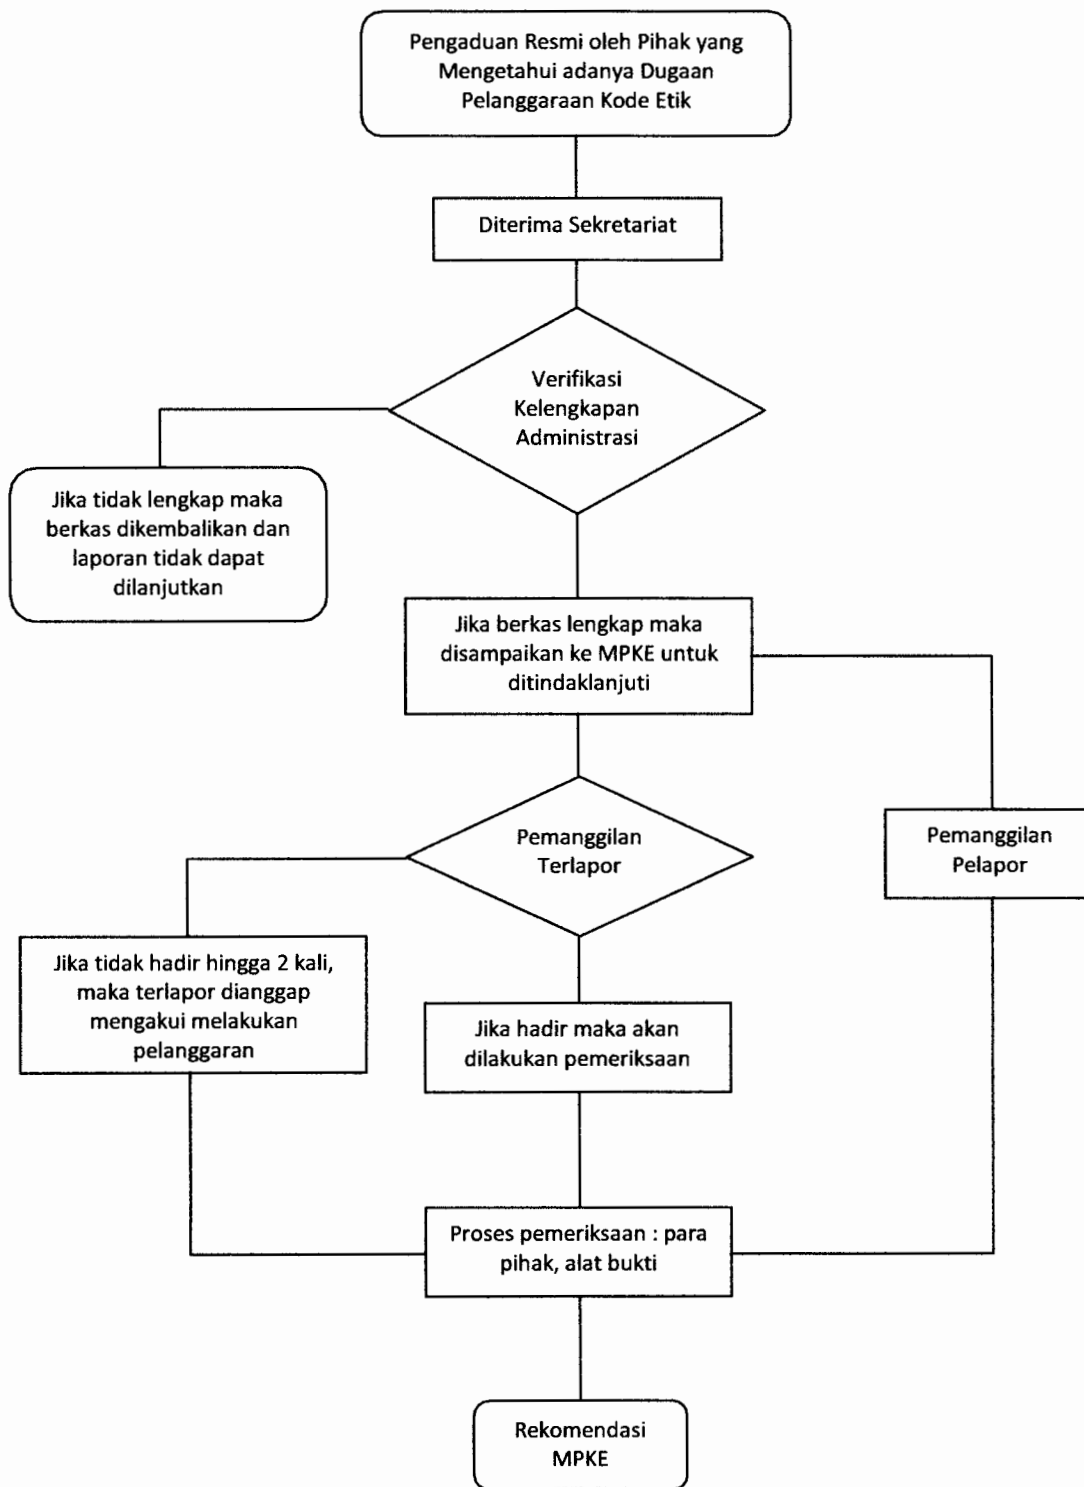 Pengaduan Resmi oleh Pihak yang
Mengetahui adanya Dugaan
Pelanggaraan Kode Etik
Diterima Sekretariat
Verifikasi
Kelengkapan
Administrasi
Jika tidak lengkap maka
berkas dikembalikan dan
laporan tidak dapat
dilanjutkan
Jika berkas lengkap maka
disampaikan ke MPKE untuk
ditindaklanjuti
Pemanggilan
Terlapor
Pemanggilan
Pelapor
Jika tidak hadir hingga 2 kali,
maka terlapor dianggap
mengakui melakukan
pelanggaran
Jika hadir maka akan
dilakukan pemeriksaan
Proses pemeriksaan : para
pihak, alat bukti
Rekomendasi
MPKE